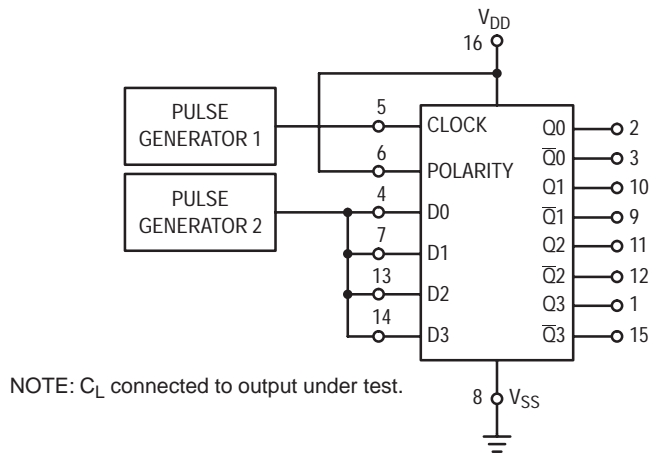 V_DD
16
PULSE
GENERATOR 1
5
CLOCK
Q0
2
6
POLARITY
Q̅0
3
PULSE
GENERATOR 2
4
D0
Q1
10
7
D1
Q̅1
9
Q2
11
13
D2
Q̅2
12
14
D3
Q3
1
Q̅3
15
NOTE: C_L connected to output under test.
8
V_SS